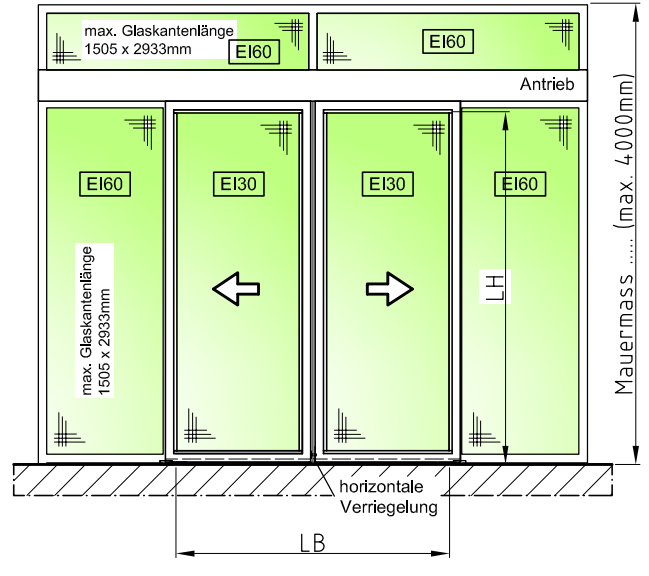 max. Glaskantenlänge
1505 x 2933mm
EI60
EI60
Antrieb
EI60
EI30
EI30
EI60
max. Glaskantenlänge
1505 x 2933mm
LH
Mauermass ..... (max. 4000mm)
horizontale
Verriegelung
LB